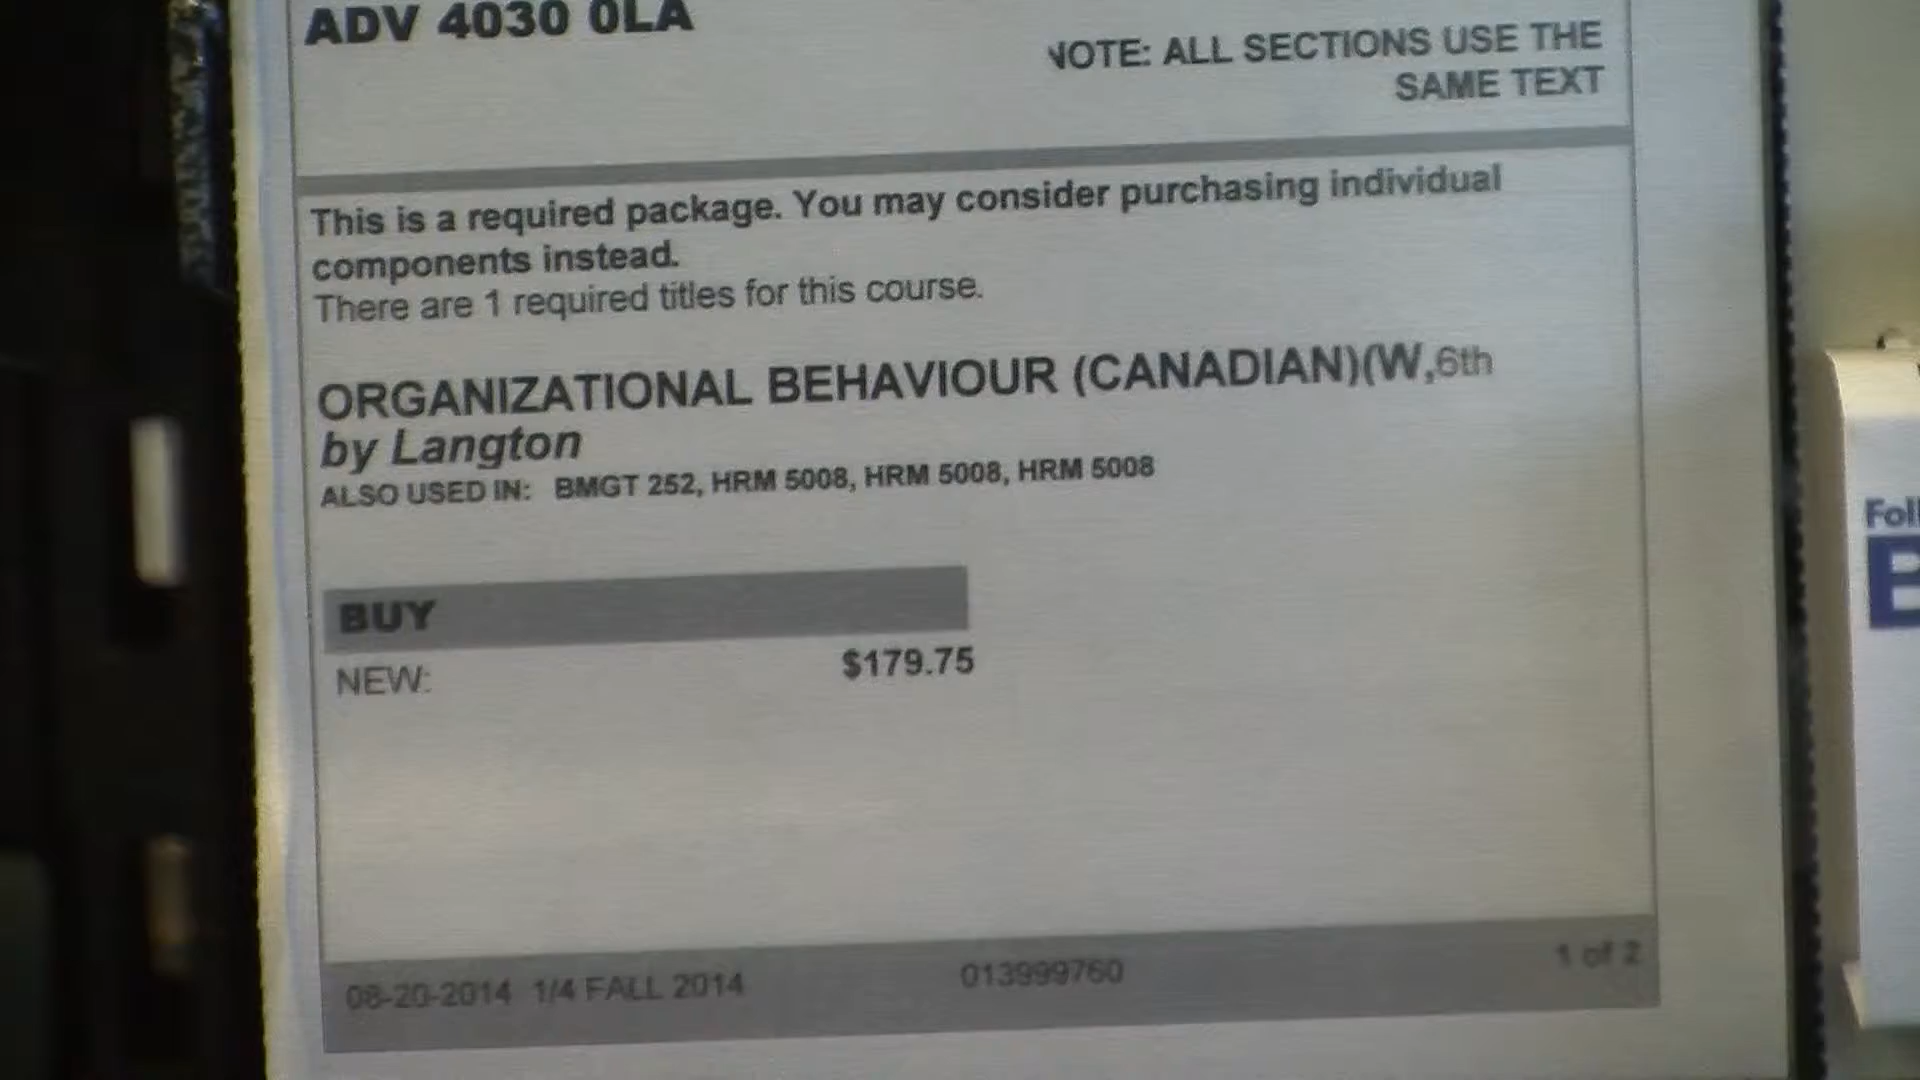 ADV 4030 0LA
NOTE: ALL SECTIONS USE THE
SAME TEXT
This is a required package. You may consider purchasing individual
components instead.
There are 1 required titles for this course.
ORGANIZATIONAL BEHAVIOUR (CANADIAN)(W,6th
by Langton
ALSO USED IN: BMGT 252, HRM 5008, HRM 5008, HRM 5008
BUY
NEW: $179.75
08-20-2014 1/4 FALL 2014 013999760 1 of 2